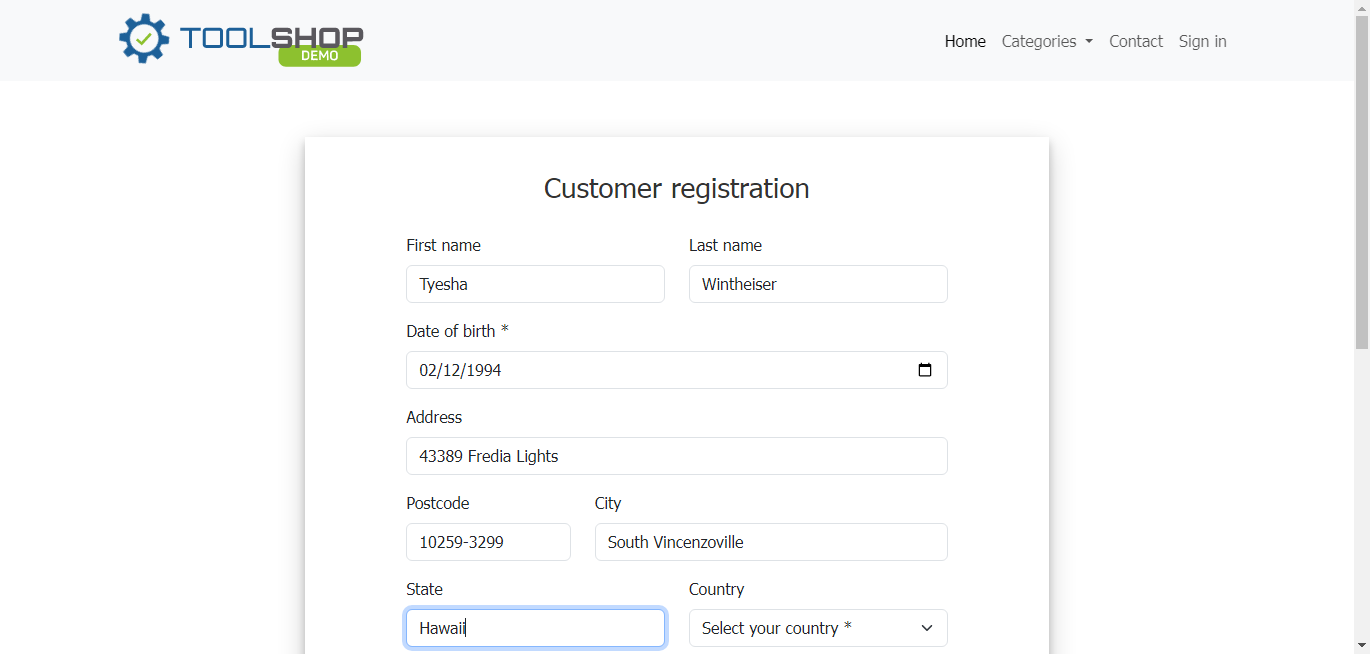 TOOLSHOP
DEMO
Home Categories Contact Sign in
Customer registration
First name Last name
Tyesha Wintheiser
Date of birth *
02/12/1994
Address
43389 Fredia Lights
Postcode City
10259-3299 South Vincenzoville
State Country
Hawaii Select your country *